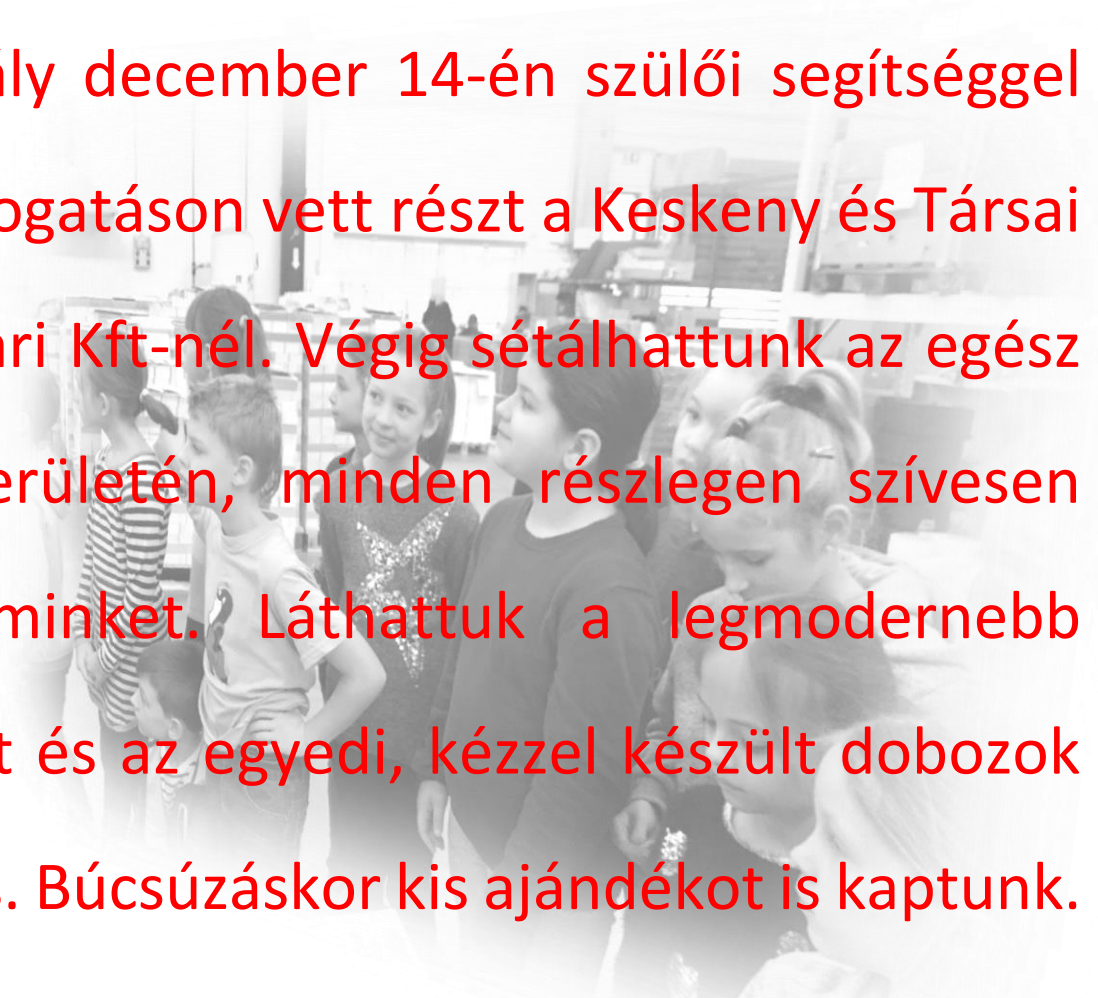 ály december 14-én szülői segítséggel
ogatáson vett részt a Keskeny és Társai
ari Kft-nél. Végig sétálhattunk az egész
erületén, minden részlegen szívesen
minket. Láthattuk a legmodernebb
t és az egyedi, kézzel készült dobozok
. Búcsúzáskor kis ajándékot is kaptunk.